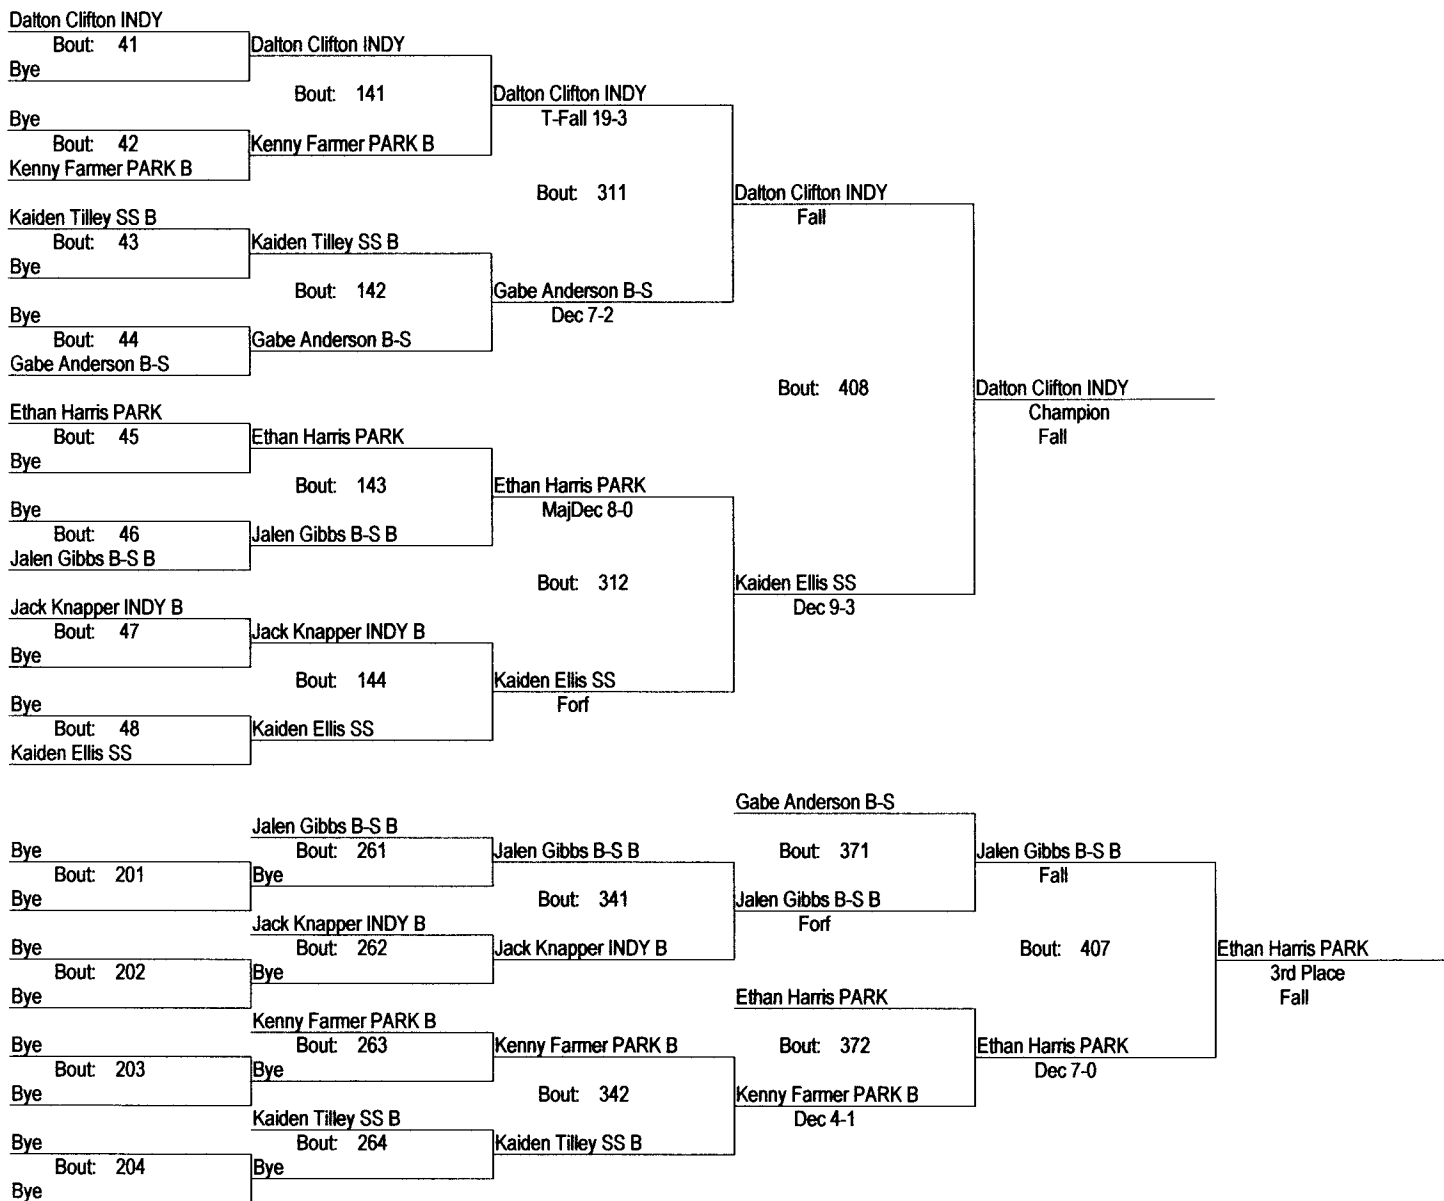 Dalton Clifton INDY
Bout: 41
Bye
Bye
Bout: 42
Kenny Farmer PARK B
Kaiden Tilley SS B
Bout: 43
Bye
Bye
Bout: 44
Gabe Anderson B-S
Ethan Harris PARK
Bout: 45
Bye
Bye
Bout: 46
Jalen Gibbs B-S B
Jack Knapper INDY B
Bout: 47
Bye
Bye
Bout: 48
Kaiden Ellis SS
Dalton Clifton INDY
Bout: 141
Kenny Farmer PARK B
Kaiden Tilley SS B
Bout: 142
Gabe Anderson B-S
Ethan Harris PARK
Bout: 143
Jalen Gibbs B-S B
Jack Knapper INDY B
Bout: 144
Kaiden Ellis SS
Dalton Clifton INDY
T-Fall 19-3
Bout: 311
Gabe Anderson B-S
Dec 7-2
Ethan Harris PARK
MajDec 8-0
Bout: 312
Kaiden Ellis SS
Forf
Dalton Clifton INDY
Fall
Bout: 408
Kaiden Ellis SS
Dec 9-3
Dalton Clifton INDY
Champion
Fall
Bye
Bout: 201
Bye
Bye
Bout: 202
Bye
Bye
Bout: 203
Bye
Bye
Bout: 204
Bye
Jalen Gibbs B-S B
Bout: 261
Bye
Jack Knapper INDY B
Bout: 262
Bye
Kenny Farmer PARK B
Bout: 263
Bye
Kaiden Tilley SS B
Bout: 264
Bye
Jalen Gibbs B-S B
Bout: 341
Jack Knapper INDY B
Kenny Farmer PARK B
Bout: 342
Kaiden Tilley SS B
Gabe Anderson B-S
Bout: 371
Jalen Gibbs B-S B
Forf
Ethan Harris PARK
Bout: 372
Kenny Farmer PARK B
Dec 4-1
Jalen Gibbs B-S B
Fall
Bout: 407
Ethan Harris PARK
Dec 7-0
Ethan Harris PARK
3rd Place
Fall